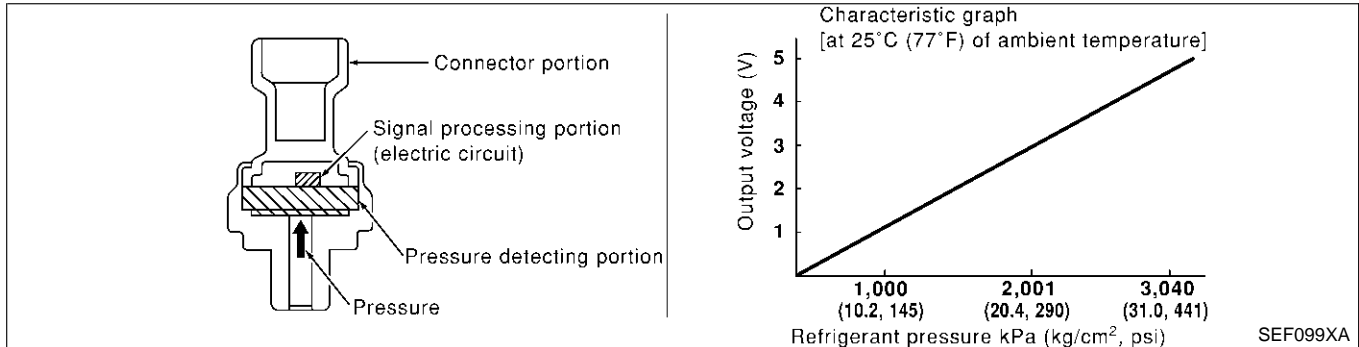 Connector portion
Signal processing portion
(electric circuit)
Pressure detecting portion
Pressure
Characteristic graph
[at 25°C (77°F) of ambient temperature]
Output voltage (V)
5
4
3
2
1
1,000 2,001 3,040
(10.2, 145) (20.4, 290) (31.0, 441)
Refrigerant pressure kPa (kg/cm², psi)
SEF099XA